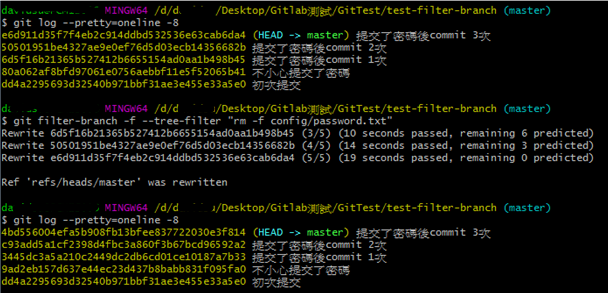 MINGW64 /d/d /Desktop/Gitlab測試/GitTest/test-filter-branch (master)
$ git log --pretty=oneline -8
e6d911d35f7f4eb2c914ddbd532536e63cab6da4 (HEAD -> master) 提交了密碼後commit 3次
50501951be4327ae9e0ef76d5d03ecb14356682b 提交了密碼後commit 2次
6d5f16b21365b527412b6655154ad0aa1b498b45 提交了密碼後commit 1次
80a062af8bfd97061e0756aebbf11e5f52065b41 不小心提交了密碼
dd4a2295693d32540b971bbf31ae3e455e33a5e0 初次提交
MINGW64 /d/d /Desktop/Gitlab測試/GitTest/test-filter-branch (master)
$ git filter-branch -f --tree-filter "rm -f config/password.txt"
Rewrite 6d5f16b21365b527412b6655154ad0aa1b498b45 (3/5) (10 seconds passed, remaining 6 predicted)
Rewrite 50501951be4327ae9e0ef76d5d03ecb14356682b (4/5) (14 seconds passed, remaining 3 predicted)
Rewrite e6d911d35f7f4eb2c914ddbd532536e63cab6da4 (5/5) (19 seconds passed, remaining 0 predicted)
Ref 'refs/heads/master' was rewritten
MINGW64 /d/d /Desktop/Gitlab測試/GitTest/test-filter-branch (master)
$ git log --pretty=oneline -8
4bd556004efa5b908fb13bfee837722030e3f814 (HEAD -> master) 提交了密碼後commit 3次
c93add5a1cf2398d4fbc3a860f3b67bcd96592a2 提交了密碼後commit 2次
3445dc3a5a210c2449dc2db6cd01ce10187a7b33 提交了密碼後commit 1次
9ad2eb157d637e44ec23d437b8babb831f095fa0 不小心提交了密碼
dd4a2295693d32540b971bbf31ae3e455e33a5e0 初次提交